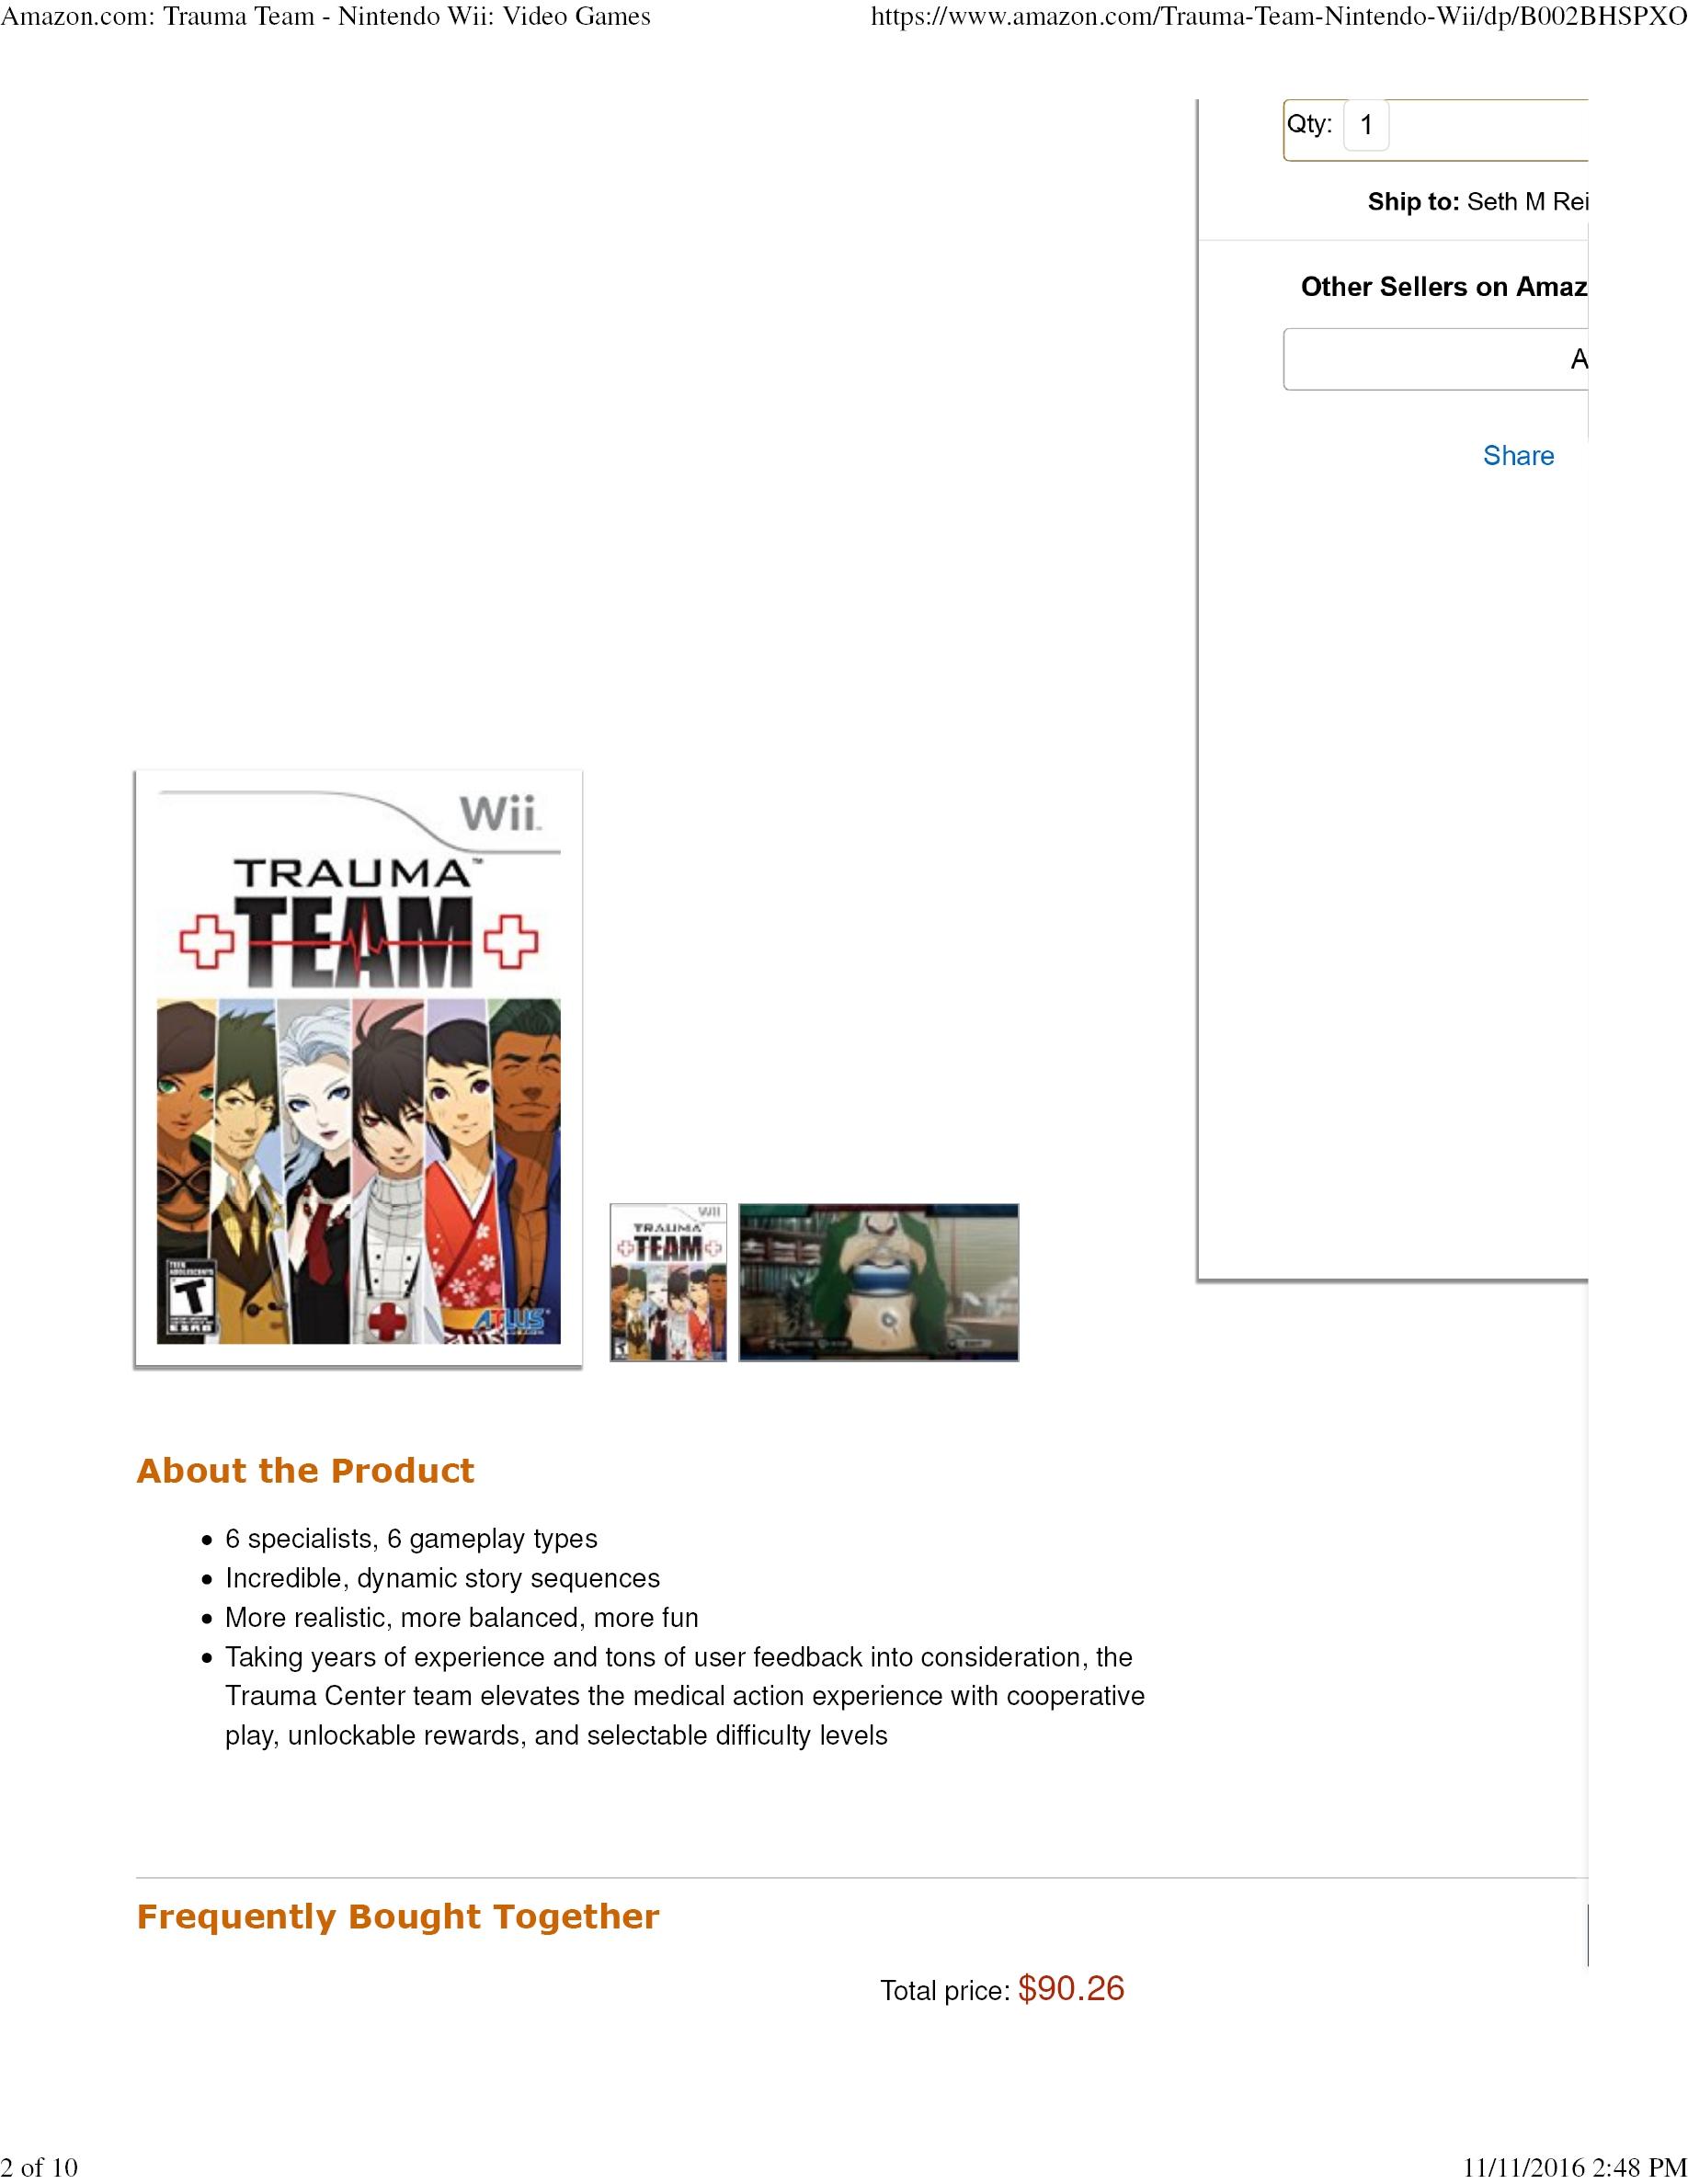 Amazon.com: Trauma Team - Nintendo Wii: Video Games
https://www.amazon.com/Trauma-Team-Nintendo-Wii/dp/B002BHSPXO
Qty: 1
Ship to: Seth M Rei
Other Sellers on Amaz
A
Share
Wii™
TRAUMA™
TEAM
TEEN
T
ESRB
ATLUS
Wii
TRAUMA
TEAM
About the Product
• 6 specialists, 6 gameplay types
• Incredible, dynamic story sequences
• More realistic, more balanced, more fun
• Taking years of experience and tons of user feedback into consideration, the
Trauma Center team elevates the medical action experience with cooperative
play, unlockable rewards, and selectable difficulty levels
Frequently Bought Together
Total price: $90.26
2 of 10
11/11/2016 2:48 PM